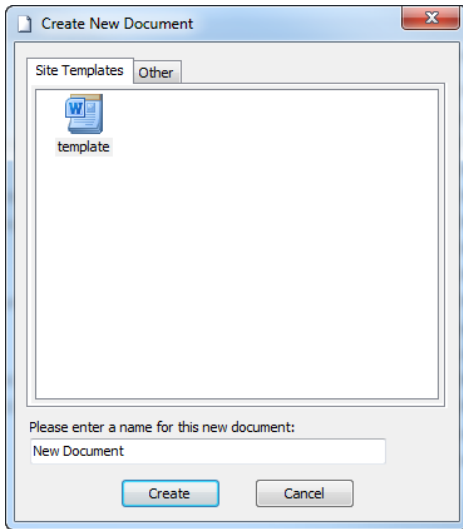 Create New Document
Site Templates Other
template
Please enter a name for this new document:
New Document
Create Cancel